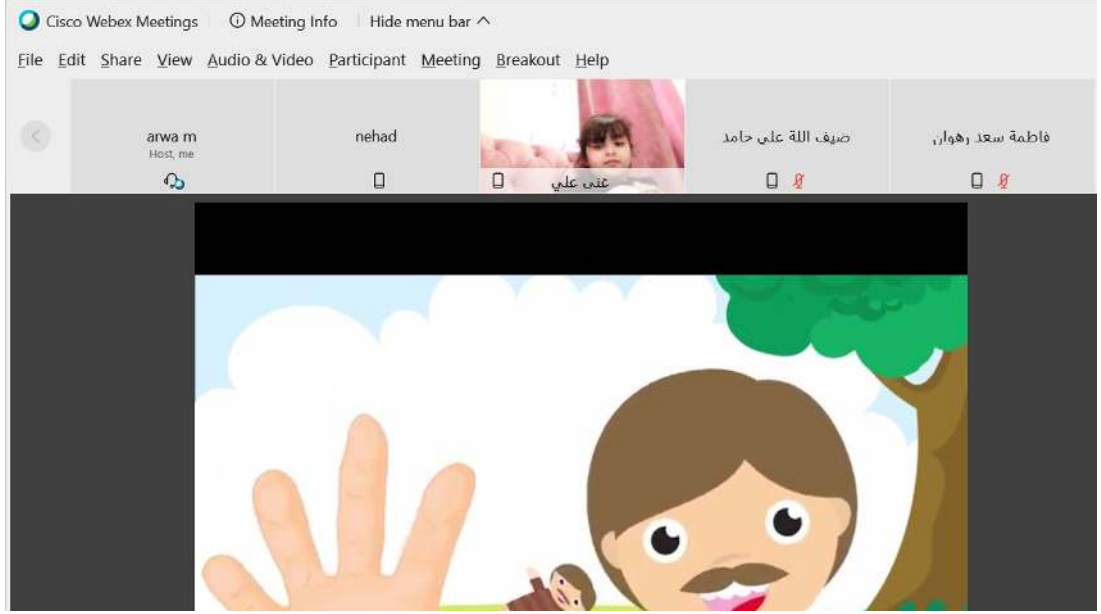 Cisco Webex Meetings Meeting Info Hide menu bar
File Edit Share View Audio & Video Participant Meeting Breakout Help
arwa m
Host, me
nehad
غنى علي
ضيف اللة علي حامد
فاطمة سعد رهوان